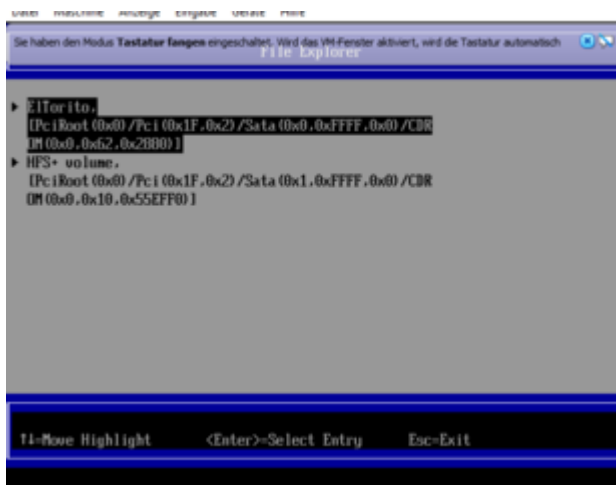 Datei Maschine Anzeige Eingabe Geräte Hilfe
Sie haben den Modus Tastatur fangen eingeschaltet. Wird das VM-Fenster aktiviert, wird die Tastatur automatisch
File Explorer
▶ ElTorito,
[PciRoot(0x0)/Pci(0x1F,0x2)/Sata(0x0,0xFFFF,0x0)/CDR
OM(0x0,0x62,0x2880)]
▶ HFS+ volume,
[PciRoot(0x0)/Pci(0x1F,0x2)/Sata(0x1,0xFFFF,0x0)/CDR
OM(0x0,0x10,0x55EFF0)]
↑↓=Move Highlight <Enter>=Select Entry Esc=Exit